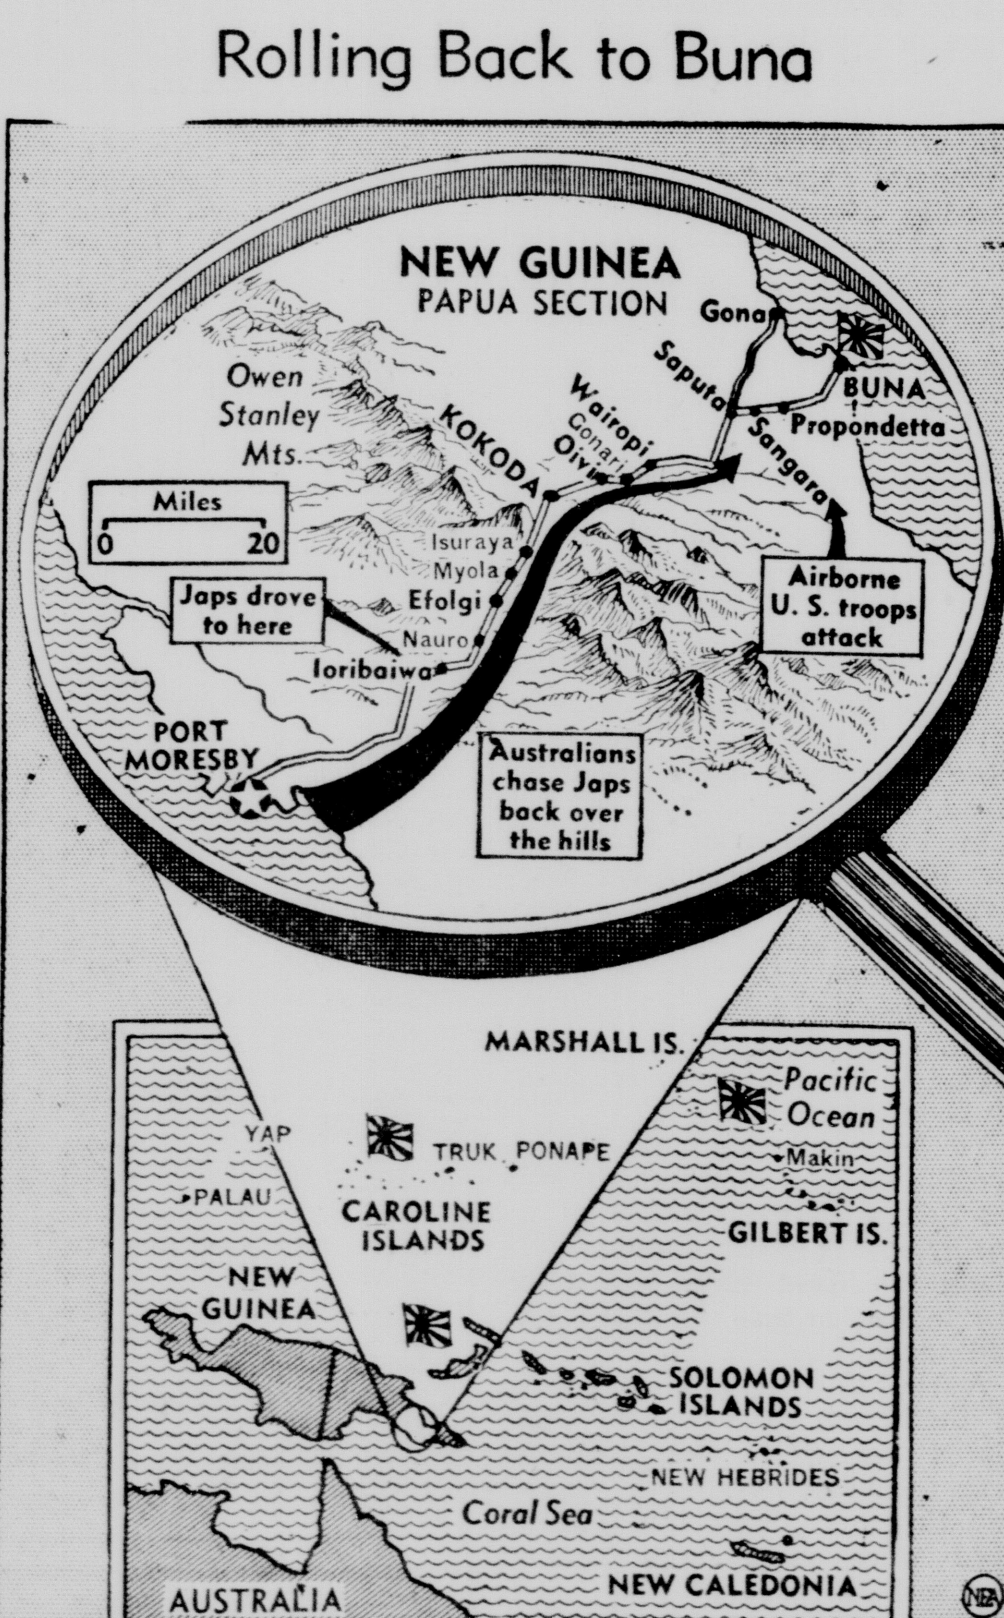 Rolling Back to Buna
NEW GUINEA
PAPUA SECTION
Gona
Saputa
Owen
Stanley
Mts.
KOKODA
Wairopi
Gonari
Oivi
BUNA
Propondetta
Sangara
Miles
0 20
Isuraya
Myola
Efolgi
Nauro
Ioribaiwa
Japs drove
to here
Airborne
U. S. troops
attack
PORT
MORESBY
Australians
chase Japs
back over
the hills
MARSHALL IS.
Pacific
Ocean
YAP
TRUK PONAPE
Makin
PALAU
CAROLINE
ISLANDS
GILBERT IS.
NEW
GUINEA
SOLOMON
ISLANDS
NEW HEBRIDES
Coral Sea
NEW CALEDONIA
AUSTRALIA
NEA